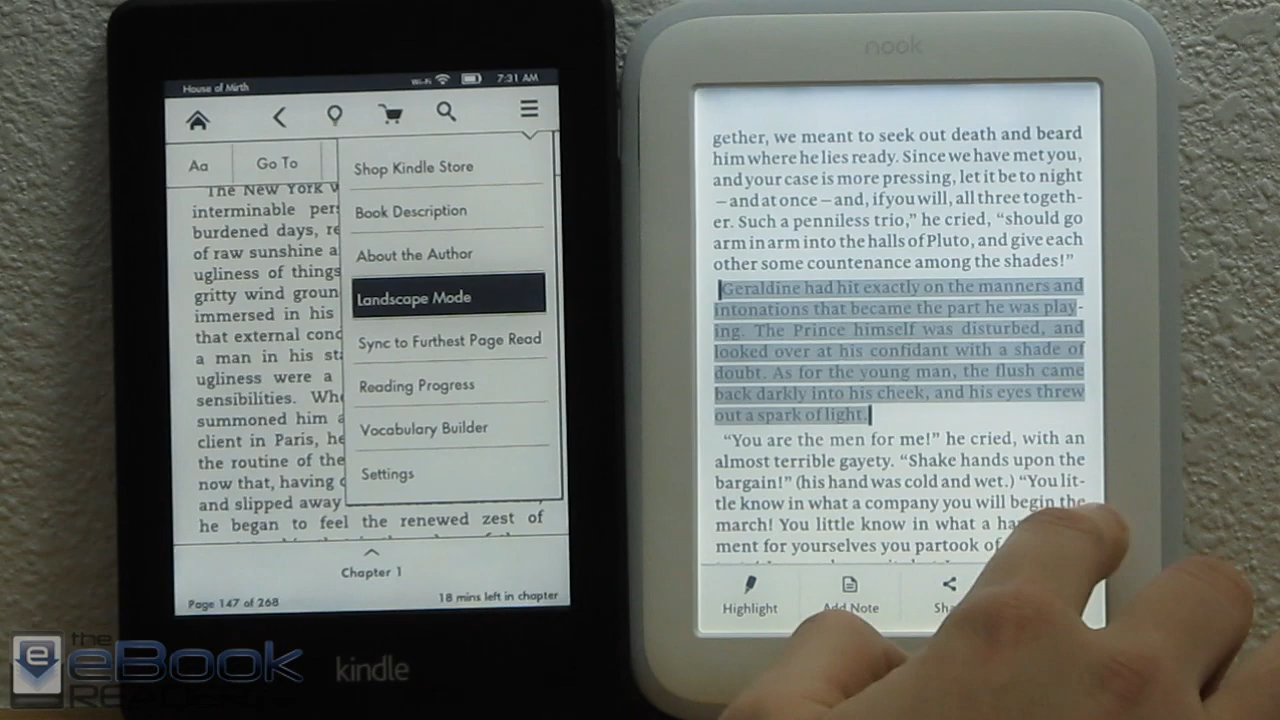 House of Mirth
Wi-Fi
7:31 AM
Aa
Go To
The New York
interminable per
burdened days, re
of raw sunshine a
ugliness of things
gritty wind groun
immersed in his
that external cond
a man in his st
ugliness were a
sensibilities. Wh
summoned him a
client in Paris, he
the routine of the
now that, having
and slipped away
he began to feel the renewed zest of
Shop Kindle Store
Book Description
About the Author
Landscape Mode
Sync to Furthest Page Read
Reading Progress
Vocabulary Builder
Settings
Chapter 1
Page 147 of 268
18 mins left in chapter
kindle
the
eBook
nook
gether, we meant to seek out death and beard
him where he lies ready. Since we have met you,
and your case is more pressing, let it be to night
– and at once – and, if you will, all three togeth-
er. Such a penniless trio,” he cried, “should go
arm in arm into the halls of Pluto, and give each
other some countenance among the shades!”
Geraldine had hit exactly on the manners and
intonations that became the part he was play-
ing. The Prince himself was disturbed, and
looked over at his confidant with a shade of
doubt. As for the young man, the flush came
back darkly into his cheek, and his eyes threw
out a spark of light.
“You are the men for me!” he cried, with an
almost terrible gayety. “Shake hands upon the
bargain!” (his hand was cold and wet.) “You lit-
tle know in what a company you will begin the
march! You little know in what a ha
ment for yourselves you partook of
Highlight
Add Note
Sha